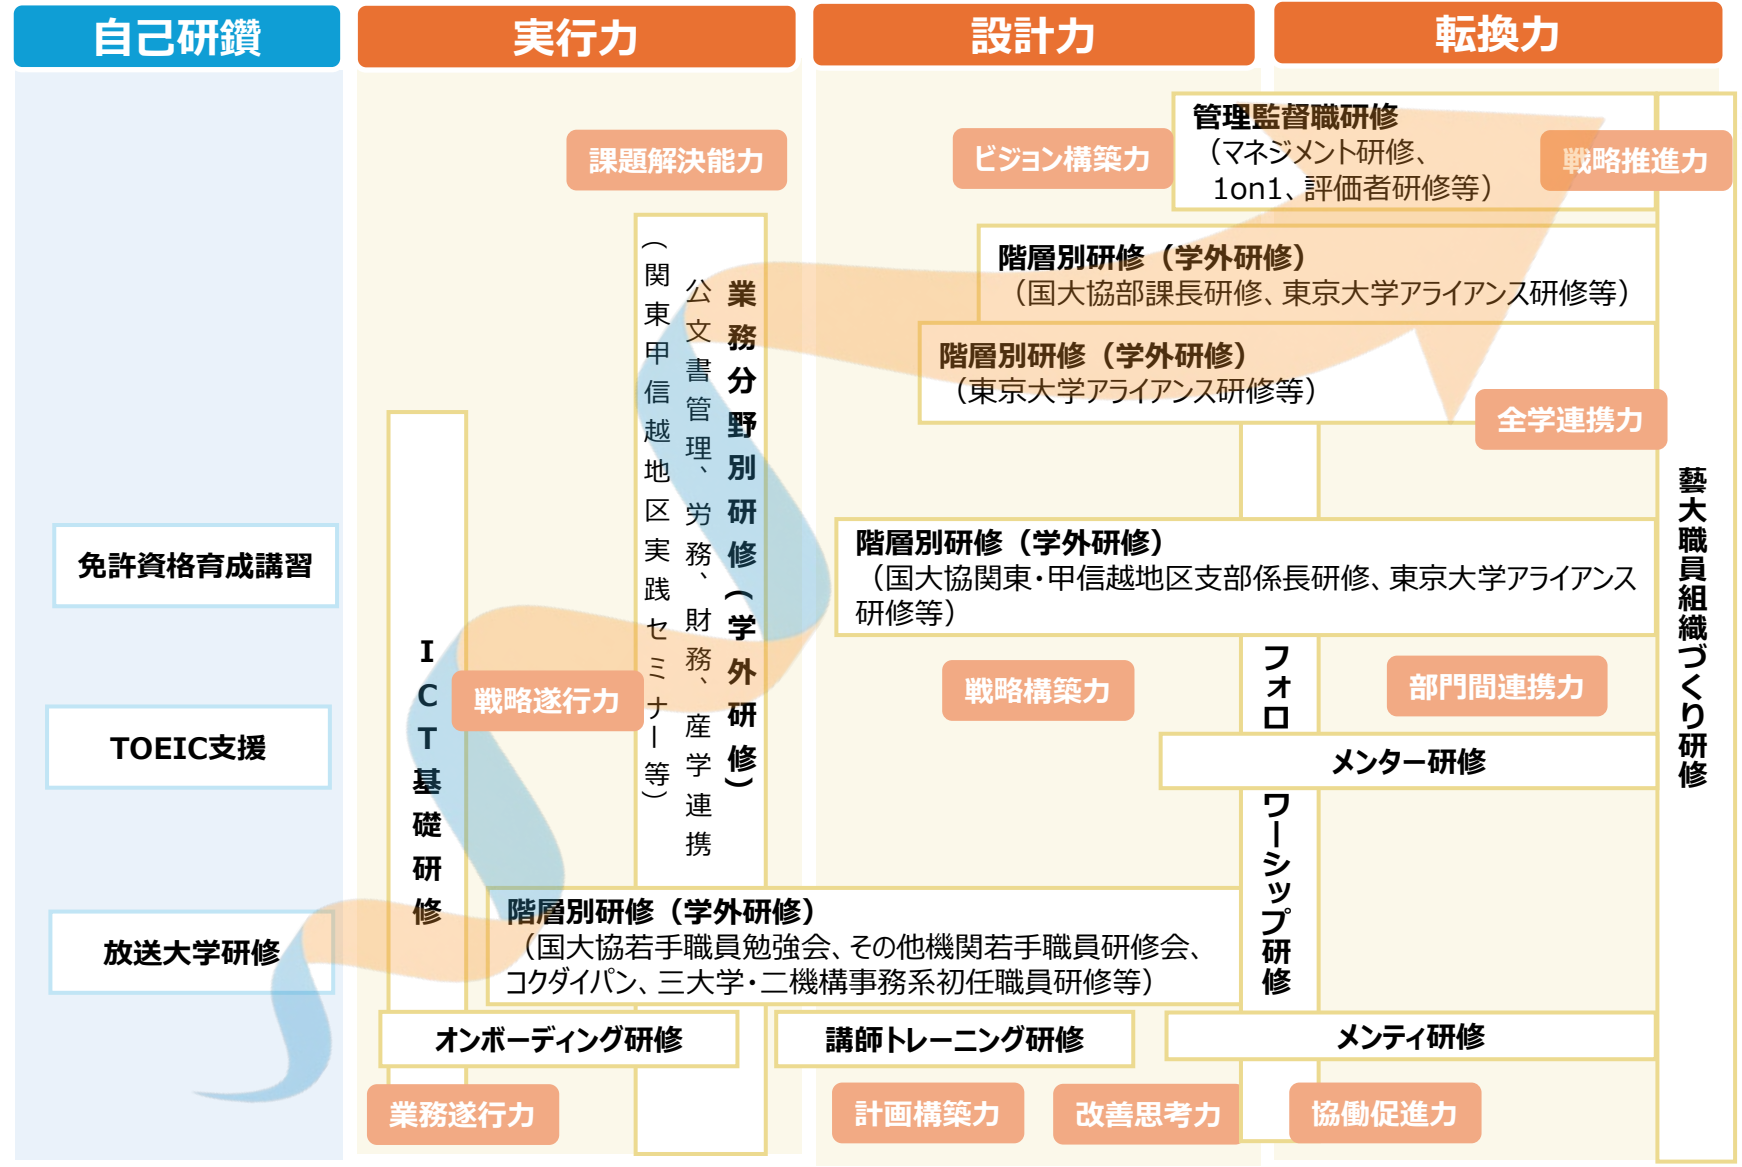 自己研鑽
実行力
設計力
転換力
管理監督職研修
（マネジメント研修、
1on1、評価者研修等）
課題解決能力
ビジョン構築力
戦略推進力
階層別研修（学外研修）
（国大協部課長研修、東京大学アライアンス研修等）
階層別研修（学外研修）
（東京大学アライアンス研修等）
全学連携力
業務分野別研修（学外研修）
公文書管理、労務、財務、産学連携
（関東甲信越地区実践セミナー等）
藝大職員組織づくり研修
免許資格育成講習
階層別研修（学外研修）
（国大協関東・甲信越地区支部係長研修、東京大学アライアンス
研修等）
ICT基礎研修
戦略遂行力
戦略構築力
フォロワーシップ研修
部門間連携力
TOEIC支援
メンター研修
放送大学研修
階層別研修（学外研修）
（国大協若手職員勉強会、その他機関若手職員研修会、
コクダイパン、三大学・二機構事務系初任職員研修等）
オンボーディング研修
講師トレーニング研修
メンティ研修
業務遂行力
計画構築力
改善思考力
協働促進力